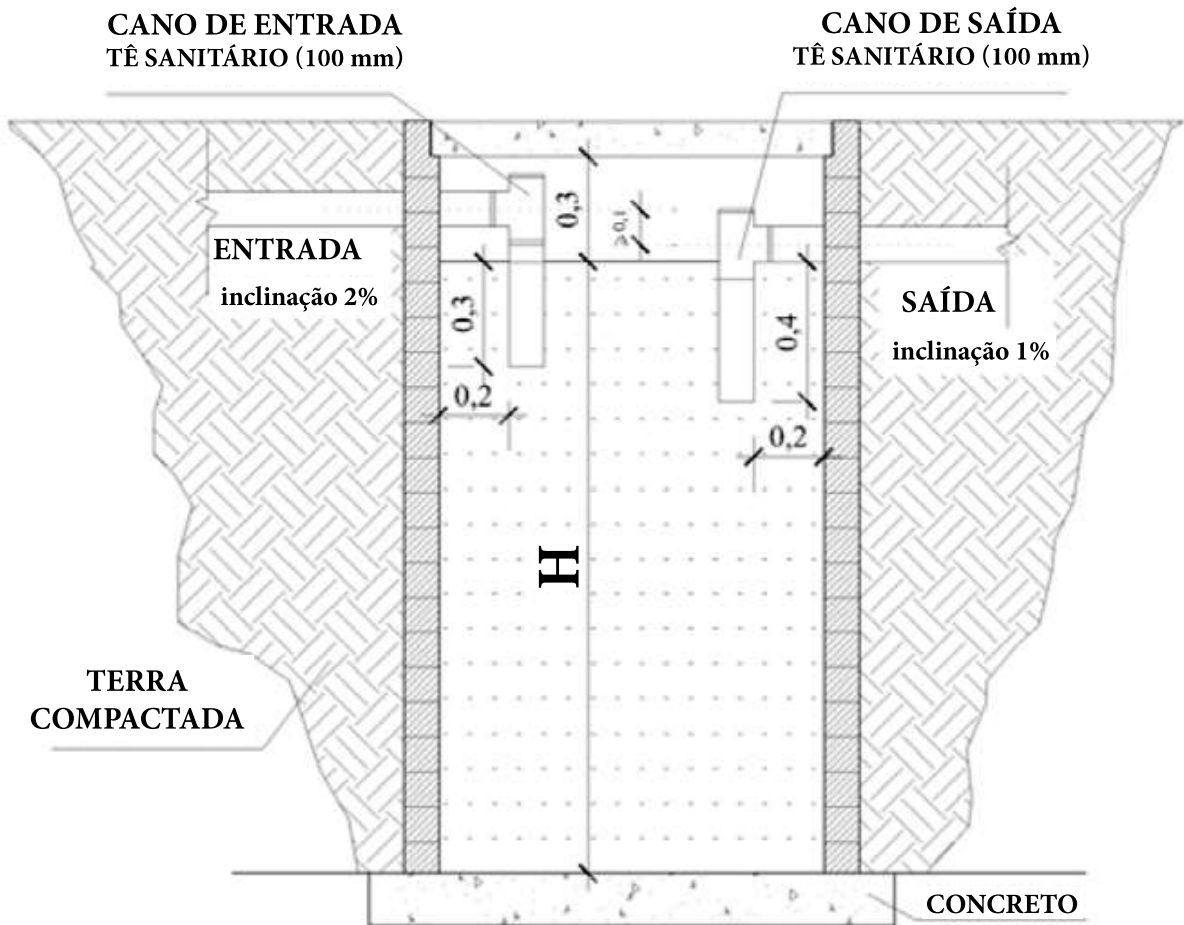 CANO DE ENTRADA
TÊ SANITÁRIO (100 mm)
CANO DE SAÍDA
TÊ SANITÁRIO (100 mm)
0,3
≥0,1
ENTRADA
inclinação 2%
0,3
0,2
0,4
0,2
SAÍDA
inclinação 1%
H
TERRA
COMPACTADA
CONCRETO